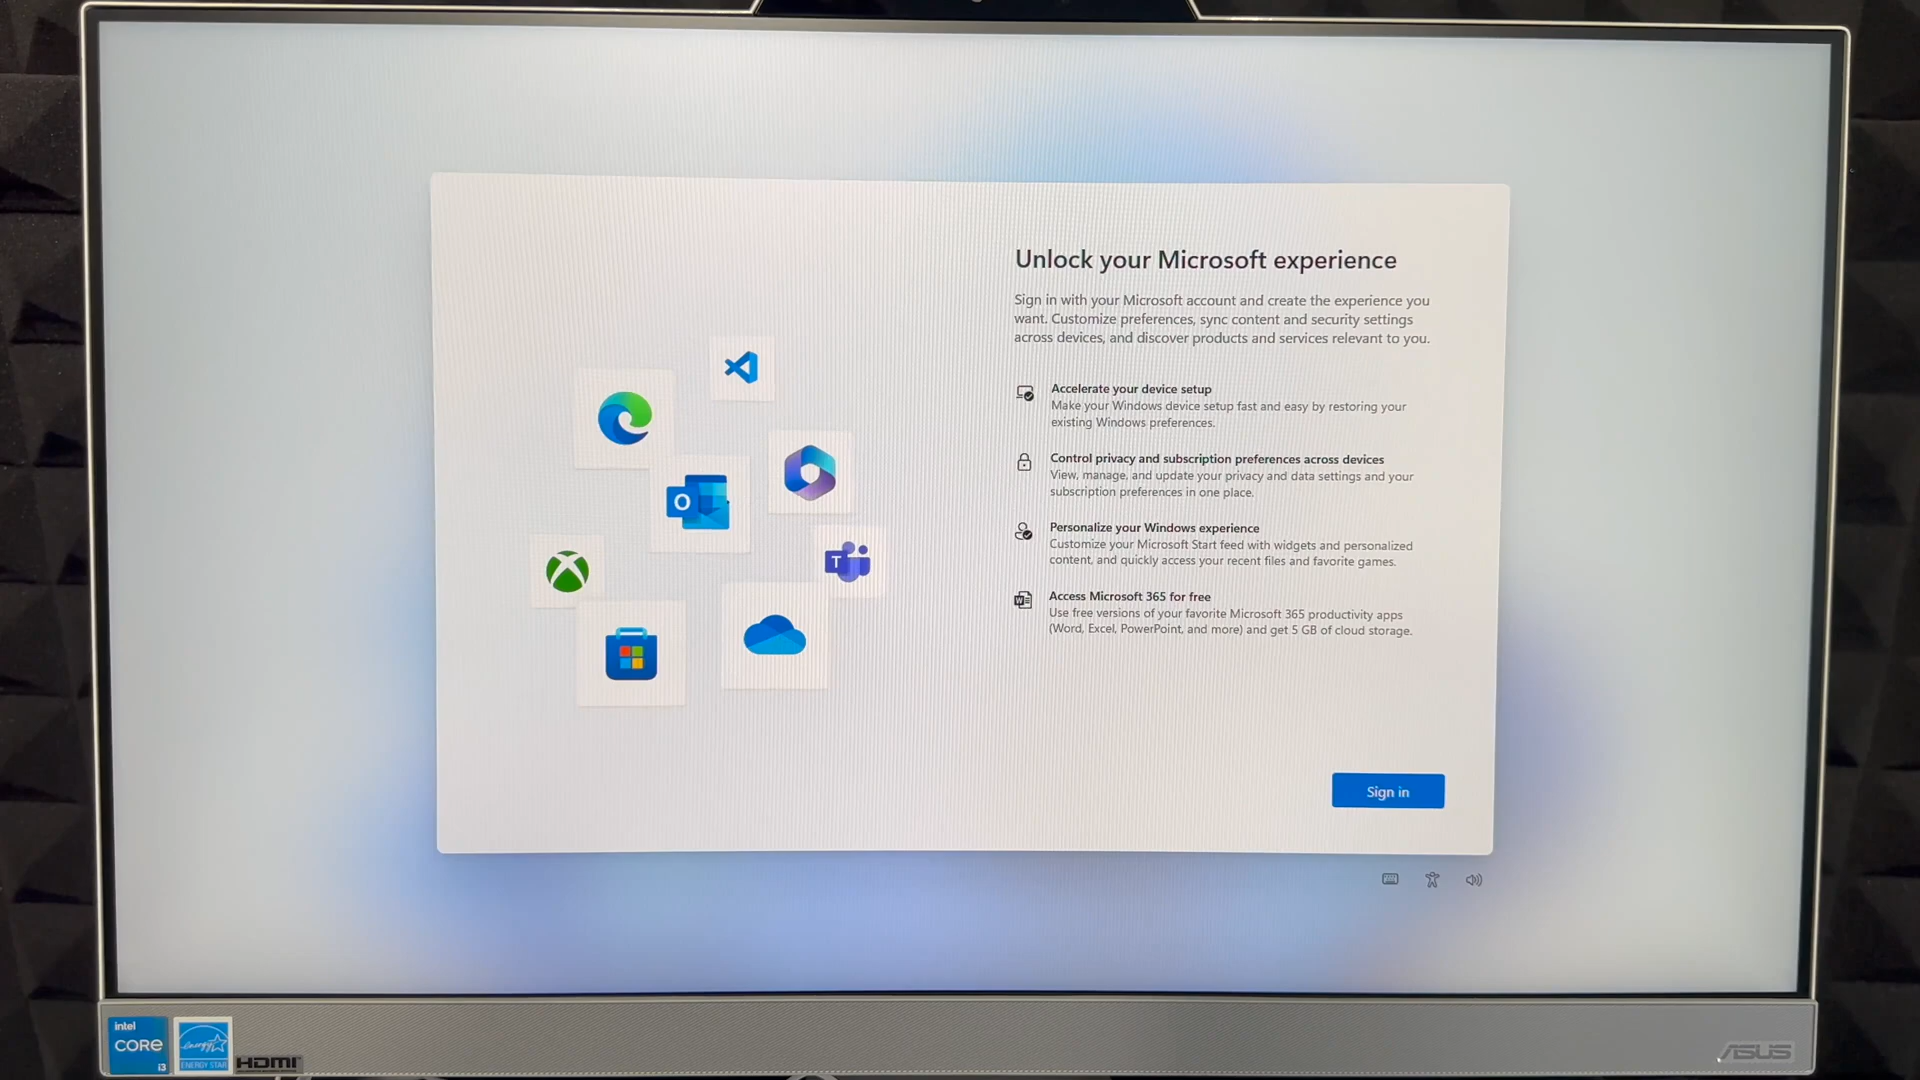 Unlock your Microsoft experience
Sign in with your Microsoft account and create the experience you
want. Customize preferences, sync content and security settings
across devices, and discover products and services relevant to you.
Accelerate your device setup
Make your Windows device setup fast and easy by restoring your
existing Windows preferences.
Control privacy and subscription preferences across devices
View, manage, and update your privacy and data settings and your
subscription preferences in one place.
Personalize your Windows experience
Customize your Microsoft Start feed with widgets and personalized
content, and quickly access your recent files and favorite games.
Access Microsoft 365 for free
Use free versions of your favorite Microsoft 365 productivity apps
(Word, Excel, PowerPoint, and more) and get 5 GB of cloud storage.
O
T
W
Sign in
intel
CORE
i3
energy
ENERGY STAR
HDMI
ASUS